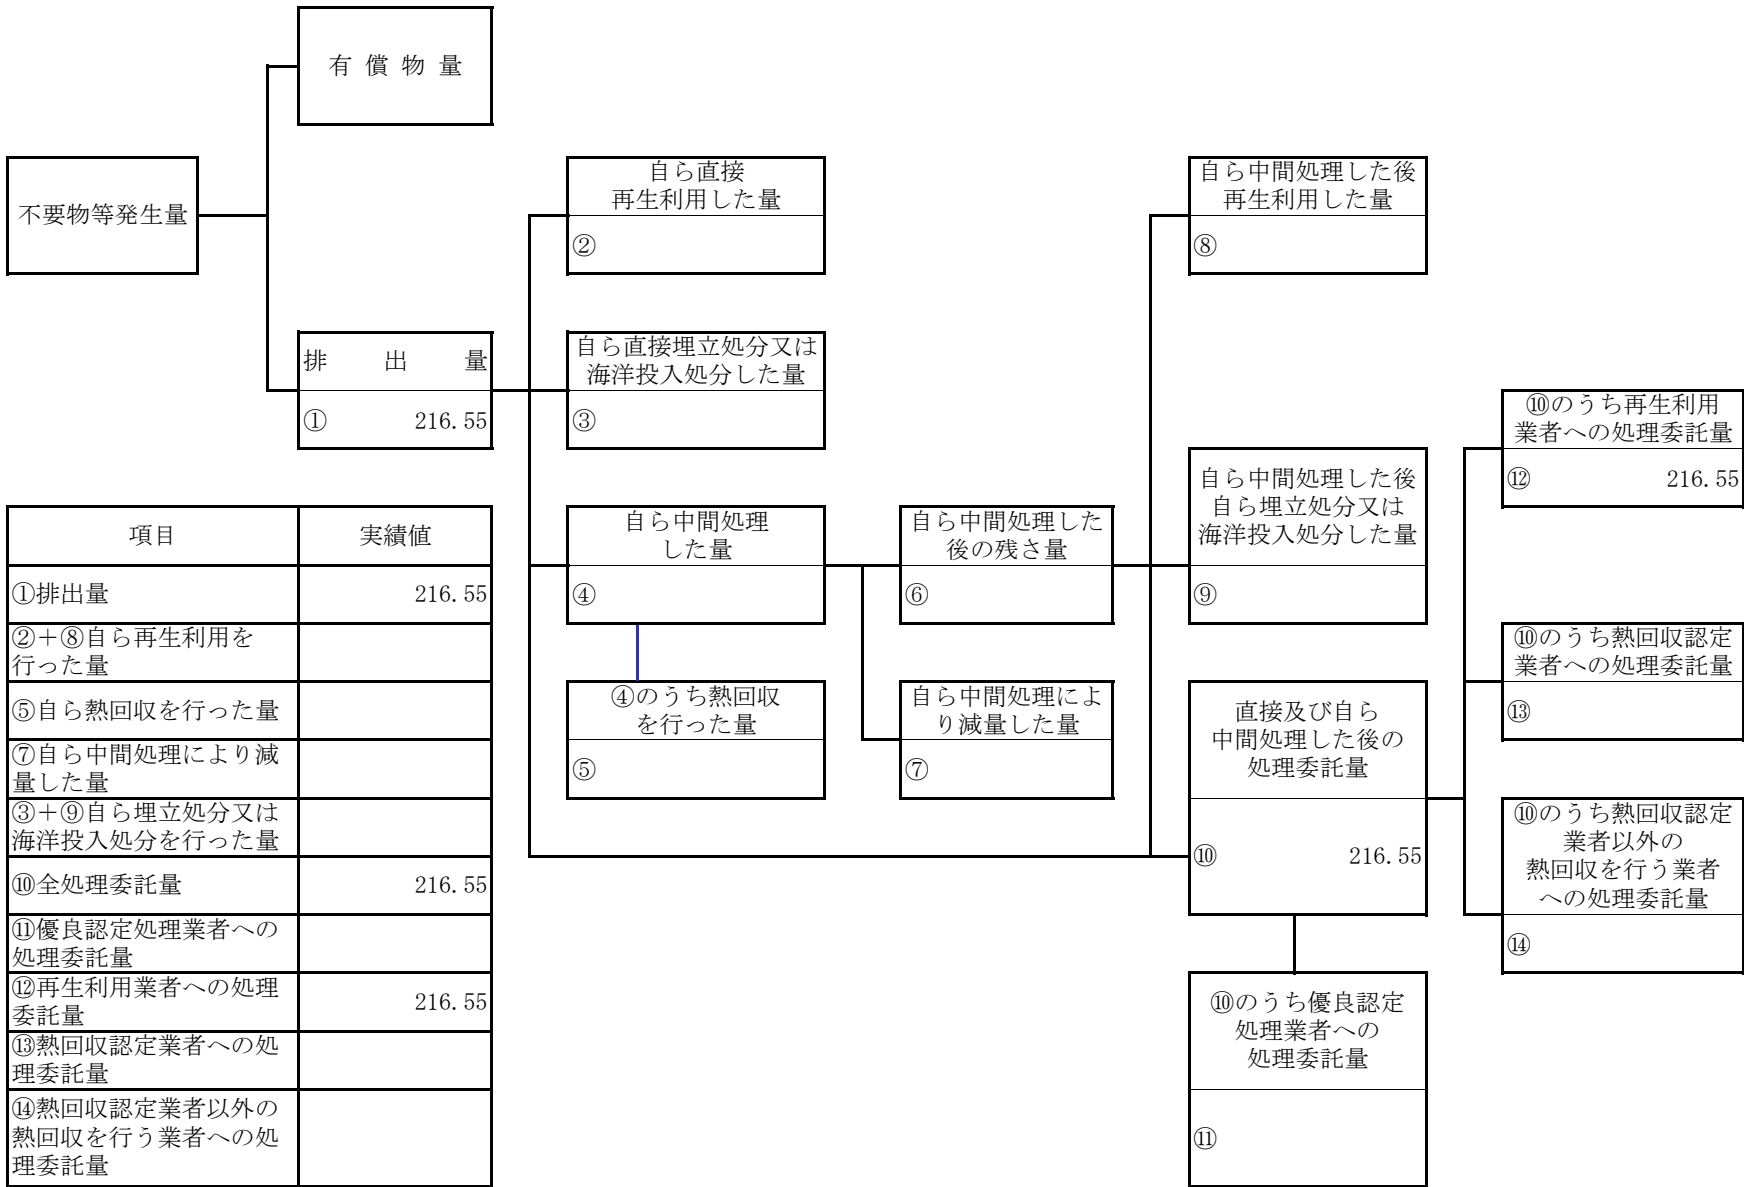 有 償 物 量
不要物等発生量
自ら直接
再生利用した量
②
自ら中間処理した後
再生利用した量
⑧
排 出 量
① 216.55
自ら直接埋立処分又は
海洋投入処分した量
③
⑩のうち再生利用
業者への処理委託量
⑫ 216.55
自ら中間処理
した量
④
自ら中間処理した
後の残さ量
⑥
自ら中間処理した後
自ら埋立処分又は
海洋投入処分した量
⑨
⑩のうち熱回収認定
業者への処理委託量
⑬
④のうち熱回収
を行った量
⑤
自ら中間処理によ
り減量した量
⑦
直接及び自ら
中間処理した後の
処理委託量
⑩ 216.55
⑩のうち熱回収認定
業者以外の
熱回収を行う業者
への処理委託量
⑭
⑩のうち優良認定
処理業者への
処理委託量
⑪
項目 実績値
①排出量 216.55
②+⑧自ら再生利用を
行った量
⑤自ら熱回収を行った量
⑦自ら中間処理により減
量した量
③+⑨自ら埋立処分又は
海洋投入処分を行った量
⑩全処理委託量 216.55
⑪優良認定処理業者への
処理委託量
⑫再生利用業者への処理
委託量 216.55
⑬熱回収認定業者への処
理委託量
⑭熱回収認定業者以外の
熱回収を行う業者への処
理委託量